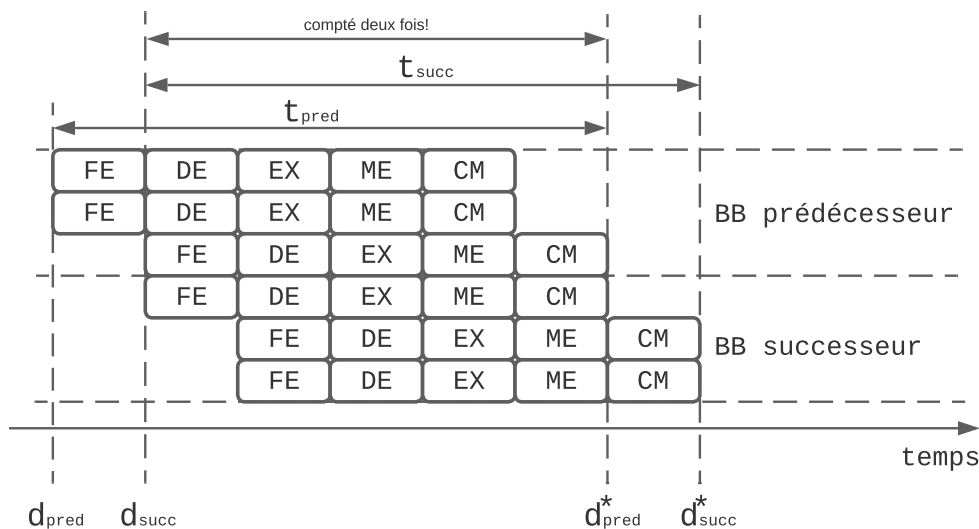 compté deux fois!
tsucc
tpred
FE DE EX ME CM
FE DE EX ME CM
BB prédécesseur
FE DE EX ME CM
FE DE EX ME CM
FE DE EX ME CM
BB successeur
FE DE EX ME CM
temps
dpred dsucc d*pred d*succ